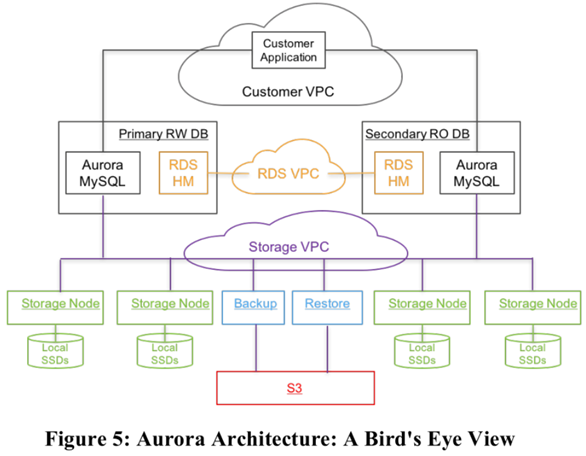 Customer
Application
Customer VPC
Primary RW DB
Secondary RO DB
Aurora
MySQL
RDS
HM
RDS VPC
RDS
HM
Aurora
MySQL
Storage VPC
Storage Node
Storage Node
Backup
Restore
Storage Node
Storage Node
Local
SSDs
Local
SSDs
Local
SSDs
Local
SSDs
S3
Figure 5: Aurora Architecture: A Bird's Eye View